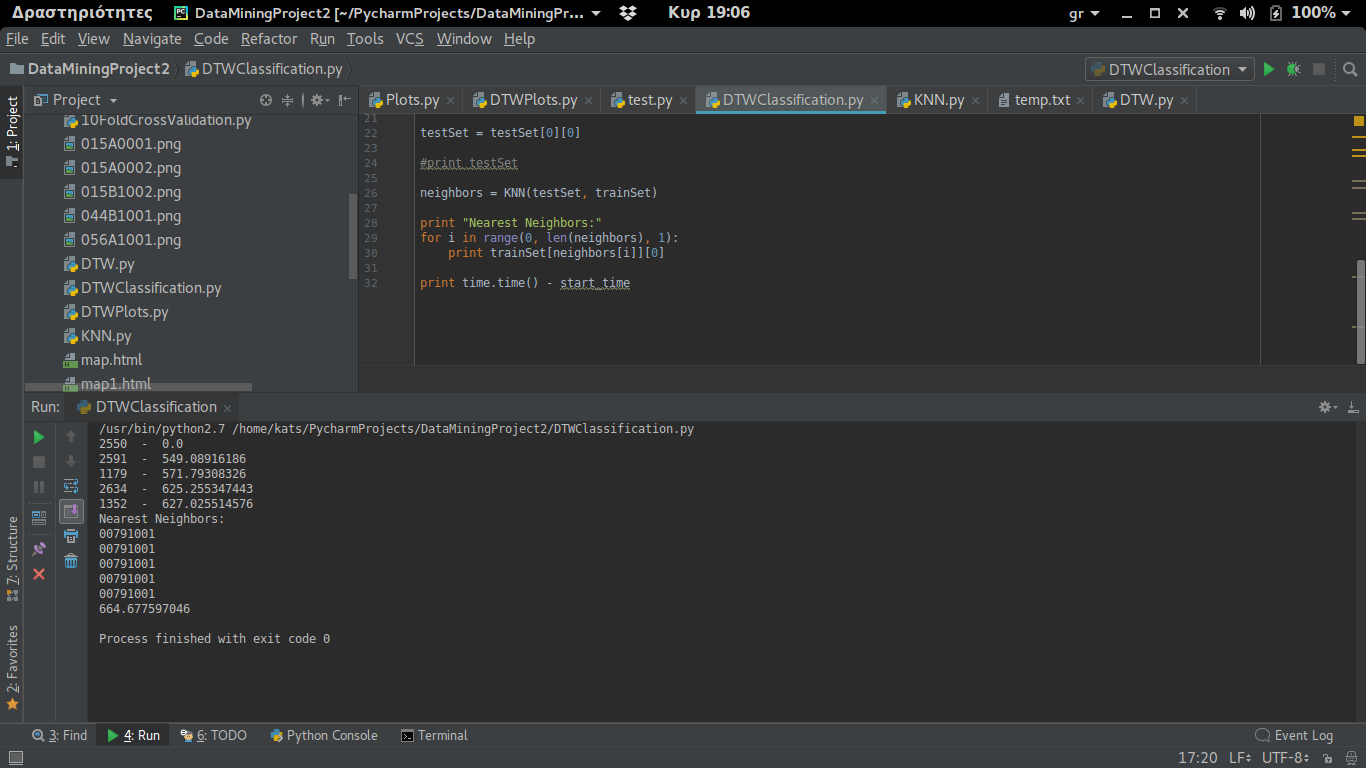 Δραστηριότητες
DataMiningProject2 [~/PycharmProjects/DataMiningPr...
Κυρ 19:06
gr
100%
File Edit View Navigate Code Refactor Run Tools VCS Window Help
DataMiningProject2 DTWClassification.py
DTWClassification
1: Project
Project
Plots.py DTWPlots.py test.py DTWClassification.py KNN.py temp.txt DTW.py
10FoldCrossValidation.py
015A0001.png
015A0002.png
015B1002.png
044B1001.png
056A1001.png
DTW.py
DTWClassification.py
DTWPlots.py
KNN.py
map.html
map1.html
21
22 testSet = testSet[0][0]
23
24 #print testSet
25
26 neighbors = KNN(testSet, trainSet)
27
28 print "Nearest Neighbors:"
29 for i in range(0, len(neighbors), 1):
30     print trainSet[neighbors[i]][0]
31
32 print time.time() - start_time
Run: DTWClassification
/usr/bin/python2.7 /home/kats/PycharmProjects/DataMiningProject2/DTWClassification.py
2550  -  0.0
2591  -  549.08916186
1179  -  571.79308326
2634  -  625.255347443
1352  -  627.025514576
Nearest Neighbors:
00791001
00791001
00791001
00791001
00791001
664.677597046
Process finished with exit code 0
7: Structure
2: Favorites
3: Find 4: Run 6: TODO Python Console Terminal Event Log
17:20 LF UTF-8